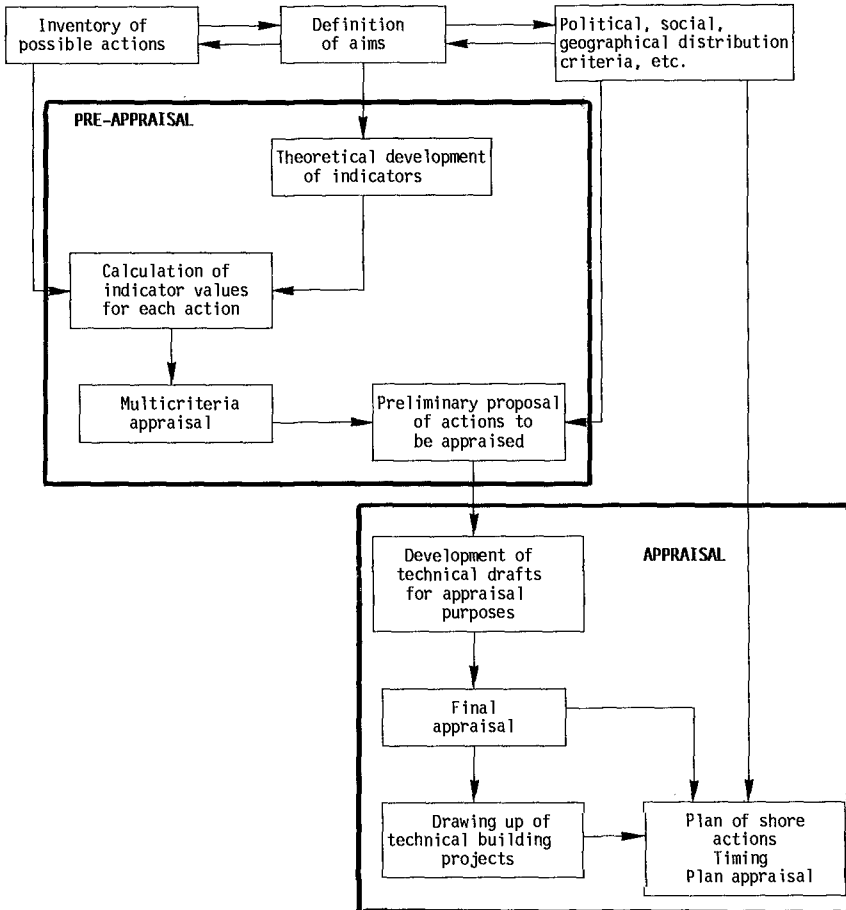 Inventory of
possible actions
Definition
of aims
Political, social,
geographical distribution
criteria, etc.
PRE-APPRAISAL
Theoretical development
of indicators
Calculation of
indicator values
for each action
Multicriteria
appraisal
Preliminary proposal
of actions to
be appraised
Development of
technical drafts
for appraisal
purposes
APPRAISAL
Final
appraisal
Drawing up of
technical building
projects
Plan of shore
actions
Timing
Plan appraisal